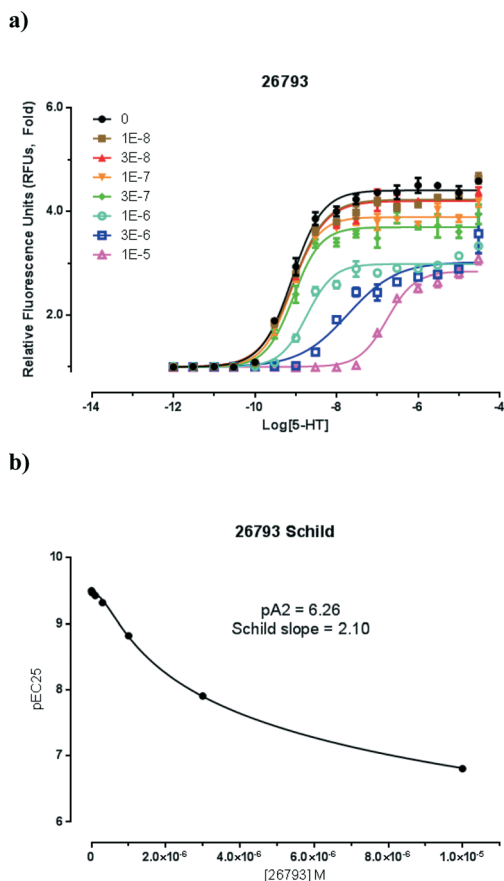 a)
26793
Relative Fluorescence Units (RFUs, Fold)
6.0
4.0
2.0
0
1E-8
3E-8
1E-7
3E-7
1E-6
3E-6
1E-5
-14 -12 -10 -8 -6 -4
Log[5-HT]
b)
26793 Schild
pEC25
10
9
8
7
6
pA2 = 6.26
Schild slope = 2.10
0 2.0×10⁻⁶ 4.0×10⁻⁶ 6.0×10⁻⁶ 8.0×10⁻⁶ 1.0×10⁻⁵
[26793] M